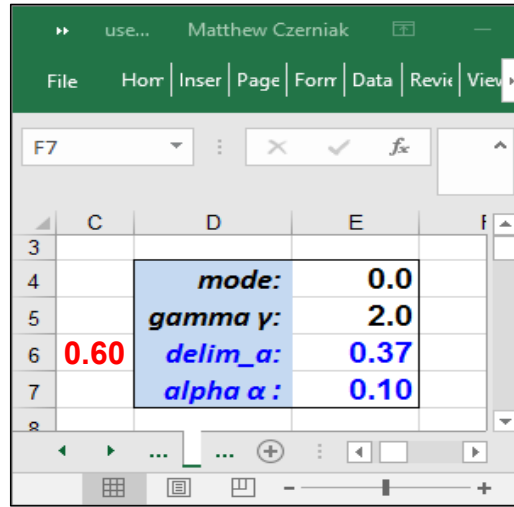 use... Matthew Czerniak
File Hom Inser Page Form Data Revie View
F7 fx
C D E F
3
4 mode: 0.0
5 gamma γ: 2.0
6 0.60 delim_a: 0.37
7 alpha α : 0.10
8
... ...